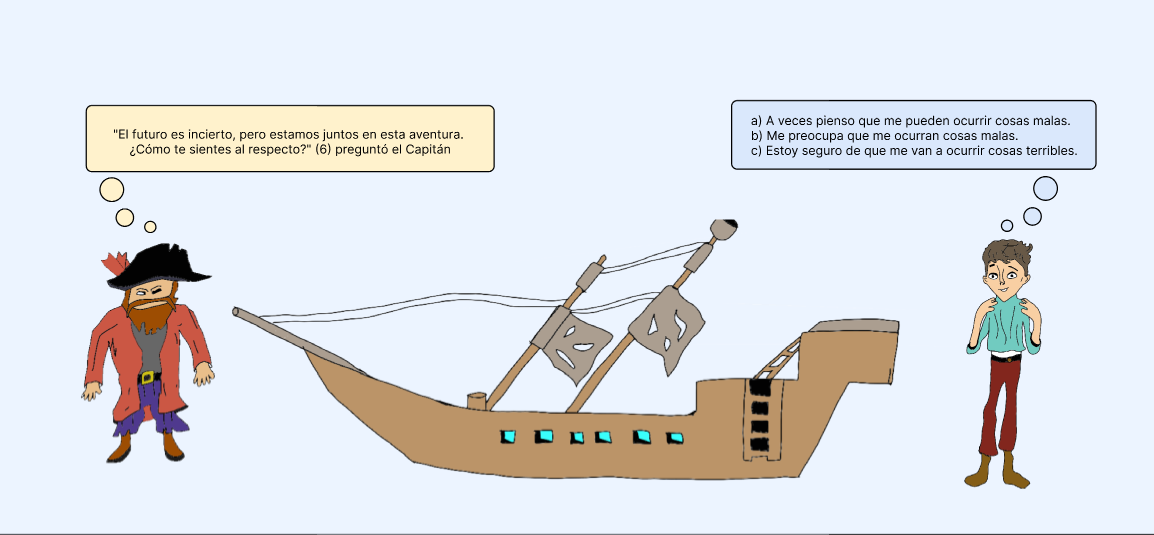 "El futuro es incierto, pero estamos juntos en esta aventura.
¿Cómo te sientes al respecto?" (6) preguntó el Capitán
a) A veces pienso que me pueden ocurrir cosas malas.
b) Me preocupa que me ocurran cosas malas.
c) Estoy seguro de que me van a ocurrir cosas terribles.